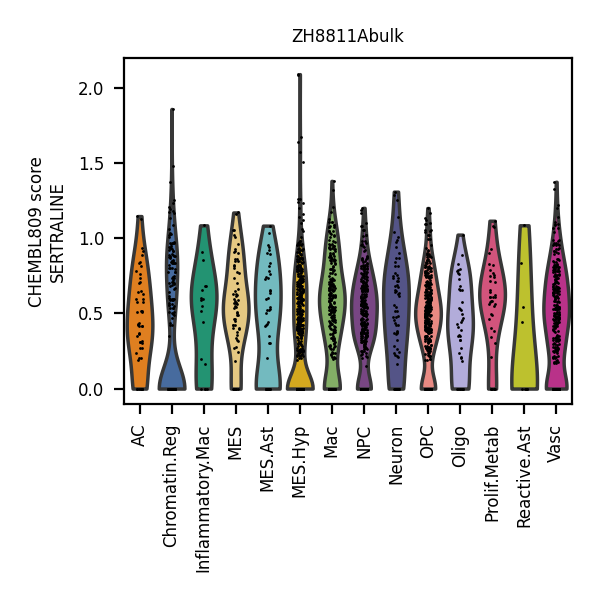 ZH8811Abulk
CHEMBL809 score
SERTRALINE
2.0
1.5
1.0
0.5
0.0
AC
Chromatin.Reg
Inflammatory.Mac
MES
MES.Ast
MES.Hyp
Mac
NPC
Neuron
OPC
Oligo
Prolif.Metab
Reactive.Ast
Vasc